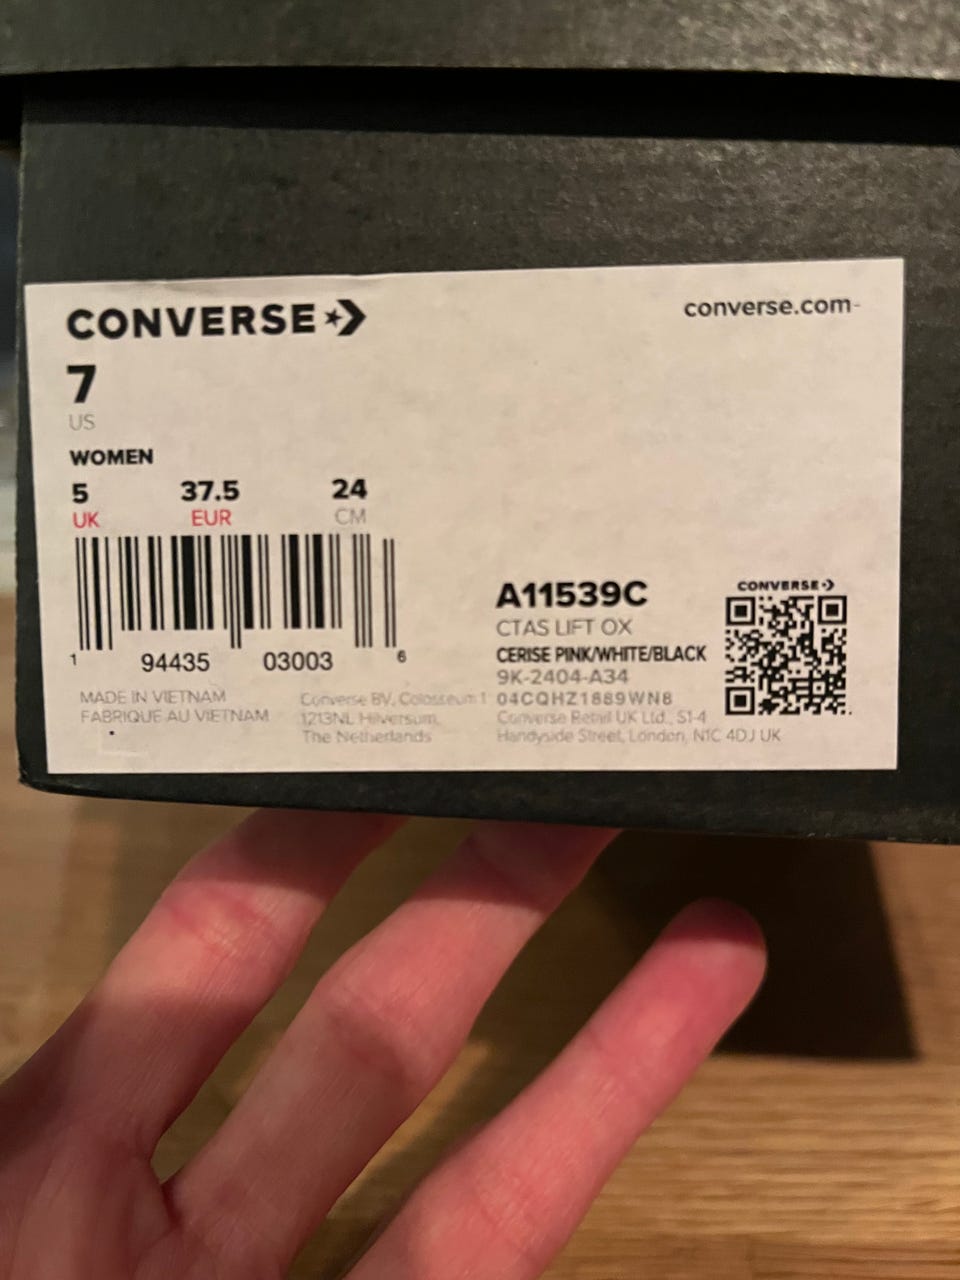 CONVERSE
converse.com
7
US
WOMEN
5 37.5 24
UK EUR CM
1 94435 03003 6
MADE IN VIETNAM
FABRIQUE AU VIETNAM
Converse BV, Colosseum 1
1213NL Hilversum,
The Netherlands
A11539C
CTAS LIFT OX
CERISE PINK/WHITE/BLACK
9K-2404-A34
04CQHZ1889WN8
Converse Retail UK Ltd., S1-4
Handyside Street, London, N1C 4DJ UK
CONVERSE